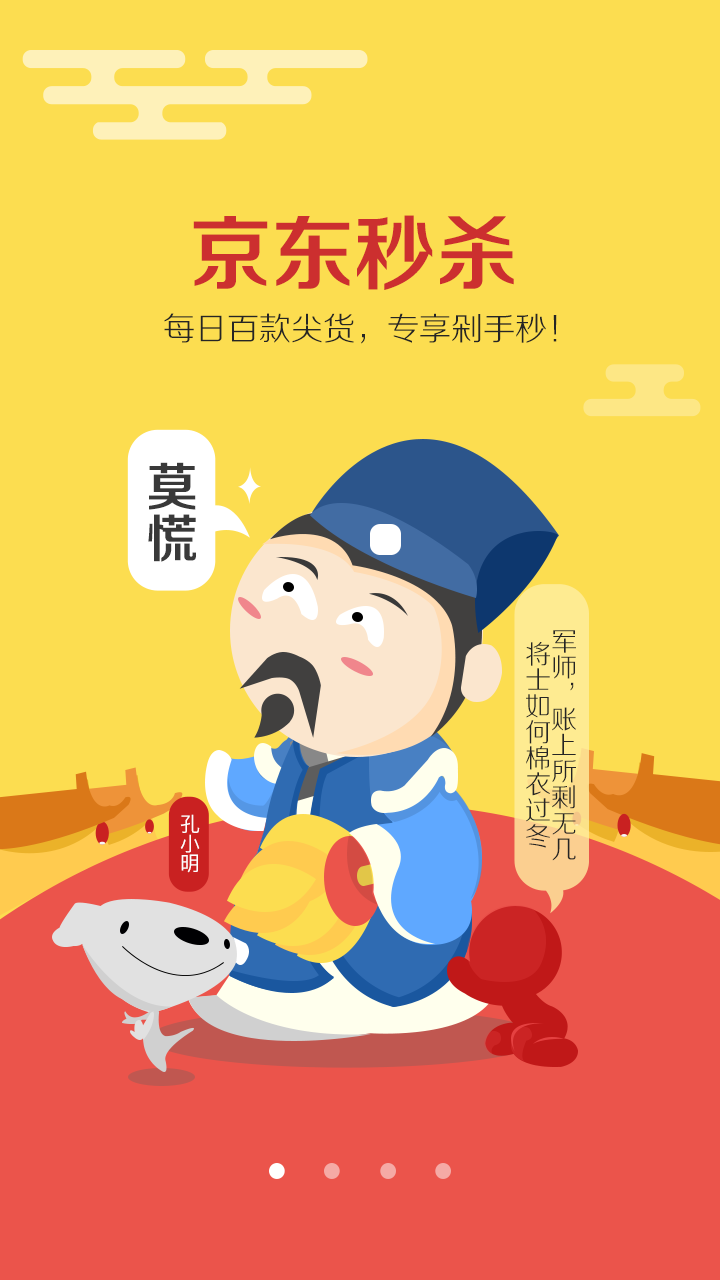 京东秒杀
每日百款尖货，专享剁手秒！
莫慌
军师，账上所剩无几
将士如何棉衣过冬
孔小明